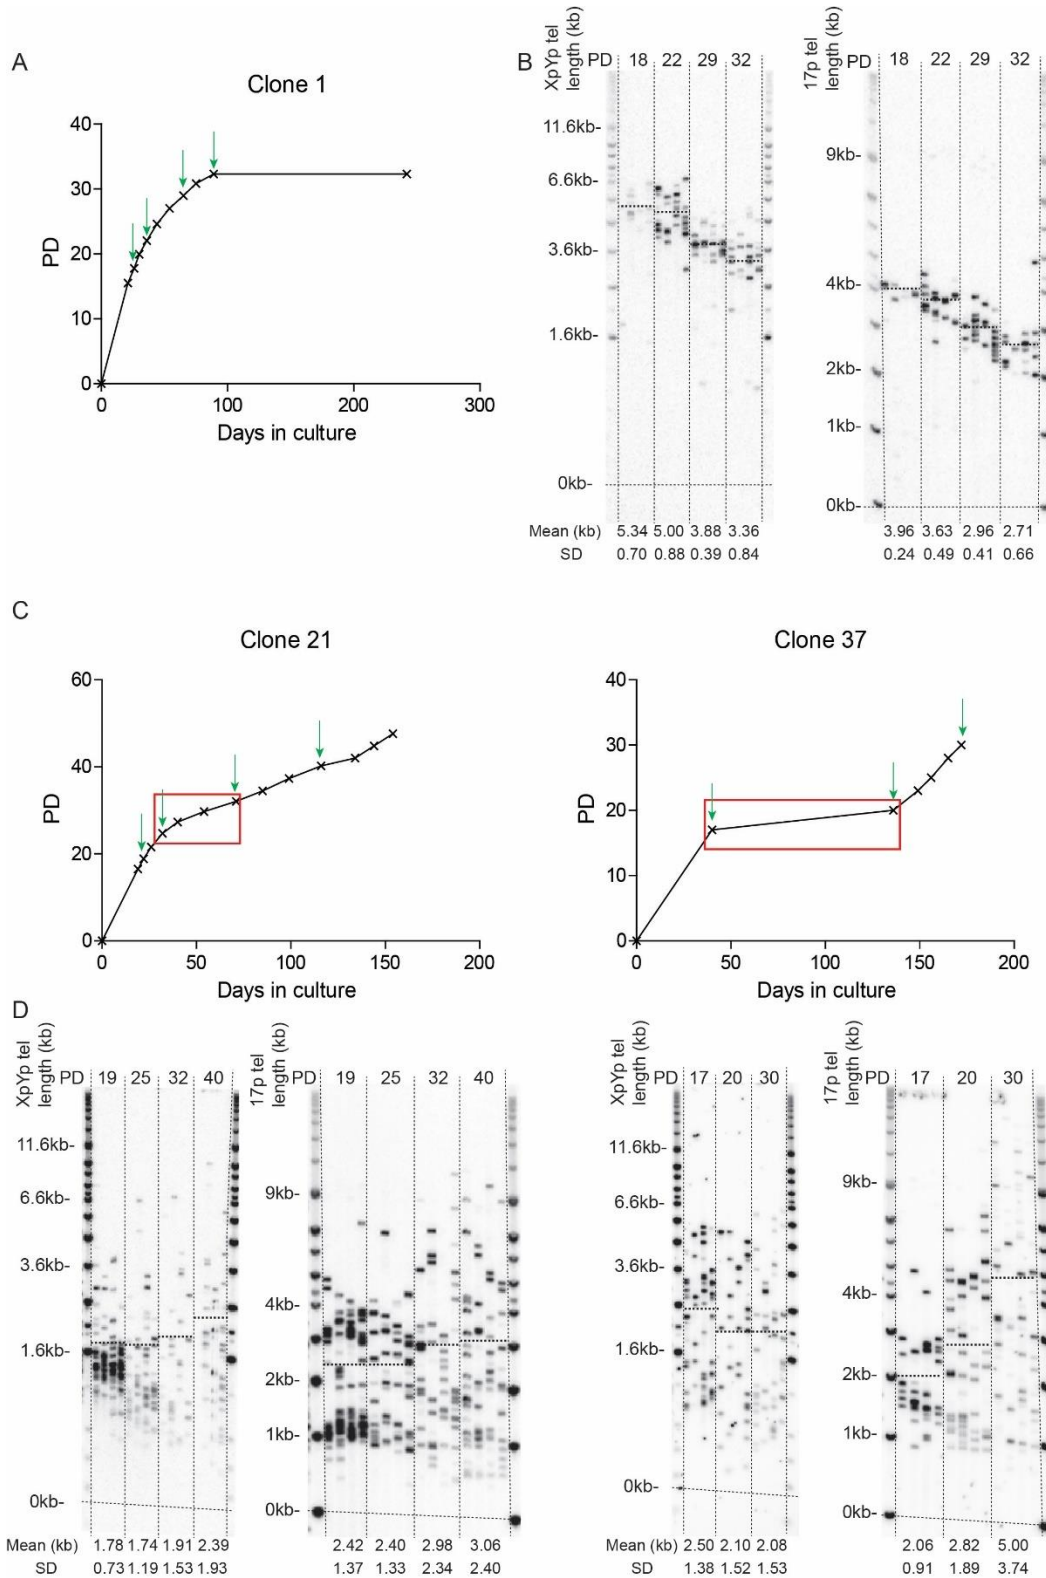 A
Clone 1
40
30
20
10
0
PD
0 100 200 300
Days in culture
B
XpYp tel
length (kb)
PD 18 22 29 32
11.6kb-
6.6kb-
3.6kb-
1.6kb-
0kb-
Mean (kb) 5.34 5.00 3.88 3.36
SD 0.70 0.88 0.39 0.84
17p tel
length (kb)
PD 18 22 29 32
9kb-
4kb-
2kb-
1kb-
0kb-
3.96 3.63 2.96 2.71
0.24 0.49 0.41 0.66
C
Clone 21
60
40
20
0
PD
0 50 100 150 200
Days in culture
Clone 37
40
30
20
10
0
PD
0 50 100 150 200
Days in culture
D
XpYp tel
length (kb)
PD 19 25 32 40
11.6kb-
6.6kb-
3.6kb-
1.6kb-
0kb-
Mean (kb) 1.78 1.74 1.91 2.39
SD 0.73 1.19 1.53 1.93
17p tel
length (kb)
PD 19 25 32 40
9kb-
4kb-
2kb-
1kb-
0kb-
2.42 2.40 2.98 3.06
1.37 1.33 2.34 2.40
XpYp tel
length (kb)
PD 17 20 30
11.6kb-
6.6kb-
3.6kb-
1.6kb-
0kb-
Mean (kb) 2.50 2.10 2.08
SD 1.38 1.52 1.53
17p tel
length (kb)
PD 17 20 30
9kb-
4kb-
2kb-
1kb-
0kb-
2.06 2.82 5.00
0.91 1.89 3.74